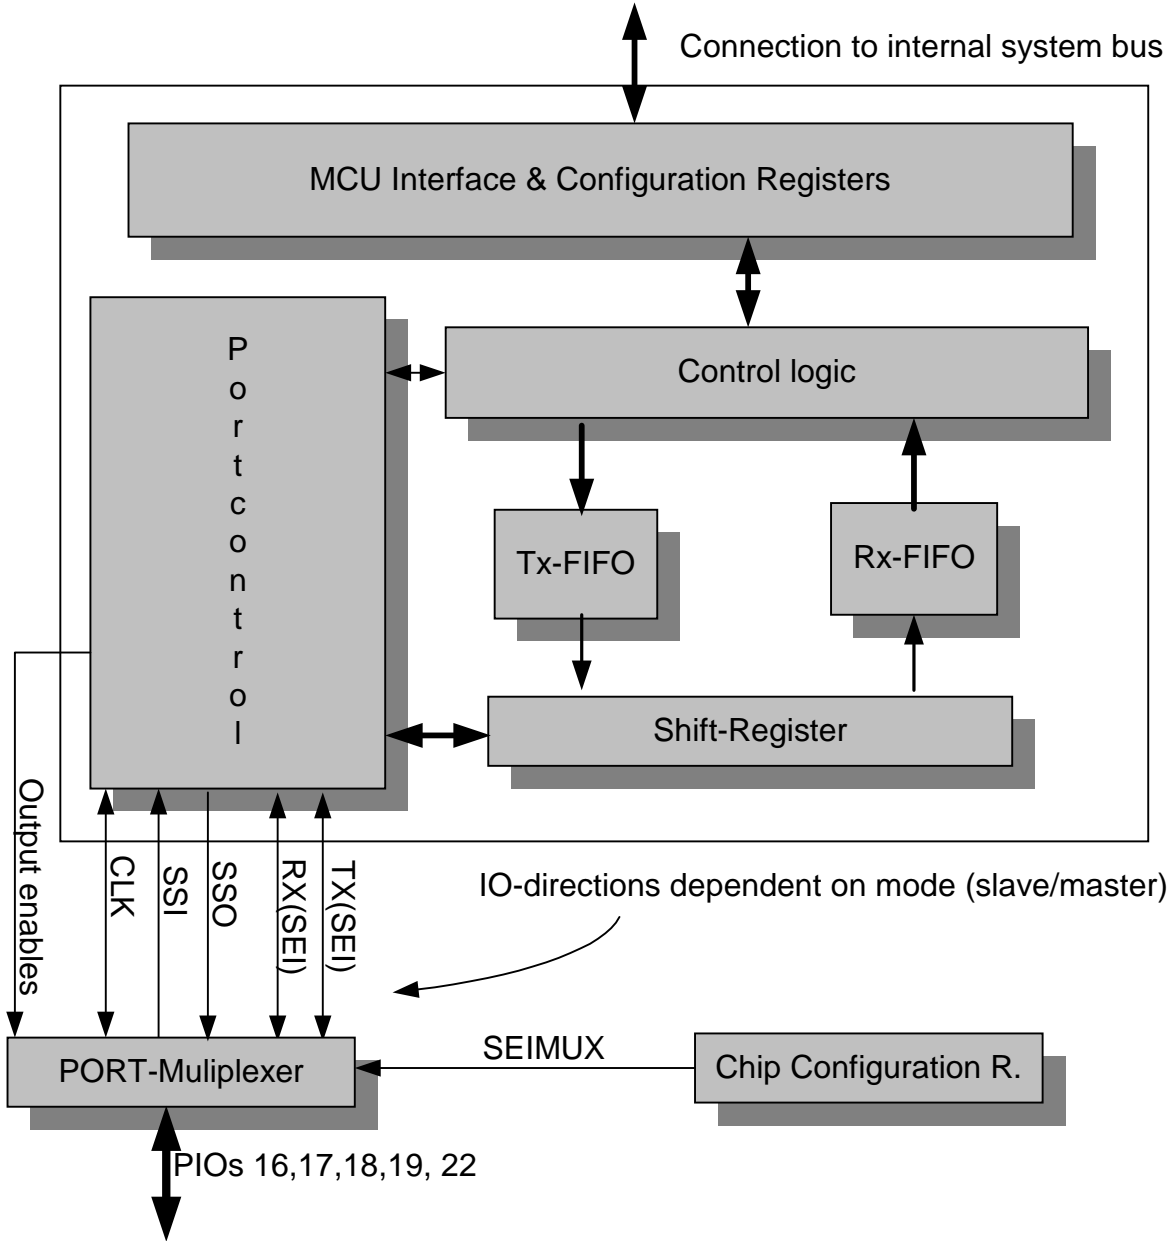 Connection to internal system bus
MCU Interface & Configuration Registers
Portcontrol
Control logic
Tx-FIFO
Rx-FIFO
Shift-Register
Output enables
CLK
SSI
SSO
RX(SEI)
TX(SEI)
IO-directions dependent on mode (slave/master)
SEIMUX
PORT-Muliplexer
Chip Configuration R.
PIOs 16,17,18,19, 22